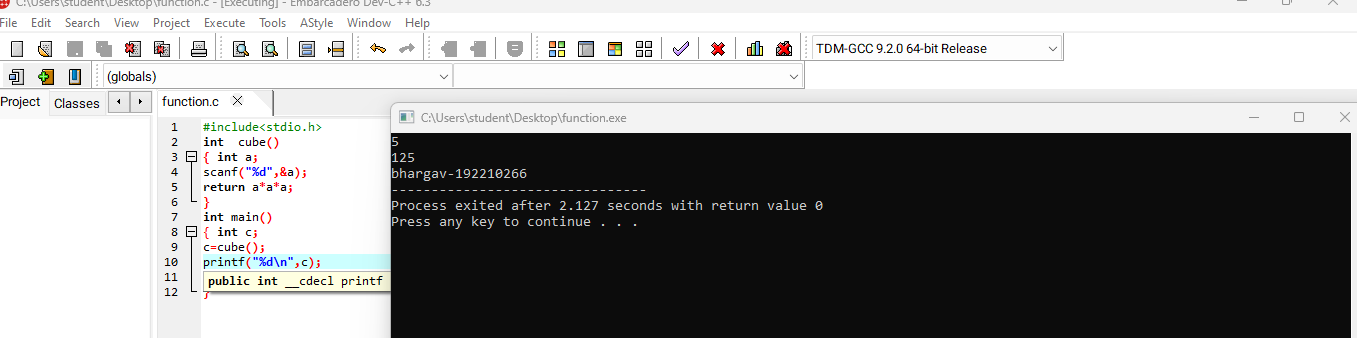 C:\Users\student\Desktop\function.c - [Executing] - Embarcadero Dev-C++ 6.3
File Edit Search View Project Execute Tools AStyle Window Help
TDM-GCC 9.2.0 64-bit Release
(globals)
Project Classes function.c
C:\Users\student\Desktop\function.exe
1 #include<stdio.h>
2 int  cube()
3 { int a;
4 scanf("%d",&a);
5 return a*a*a;
6 }
7 int main()
8 { int c;
9 c=cube();
10 printf("%d\n",c);
11 public int __cdecl printf
12 }
5
125
bhargav-192210266
--------------------------------
Process exited after 2.127 seconds with return value 0
Press any key to continue . . .